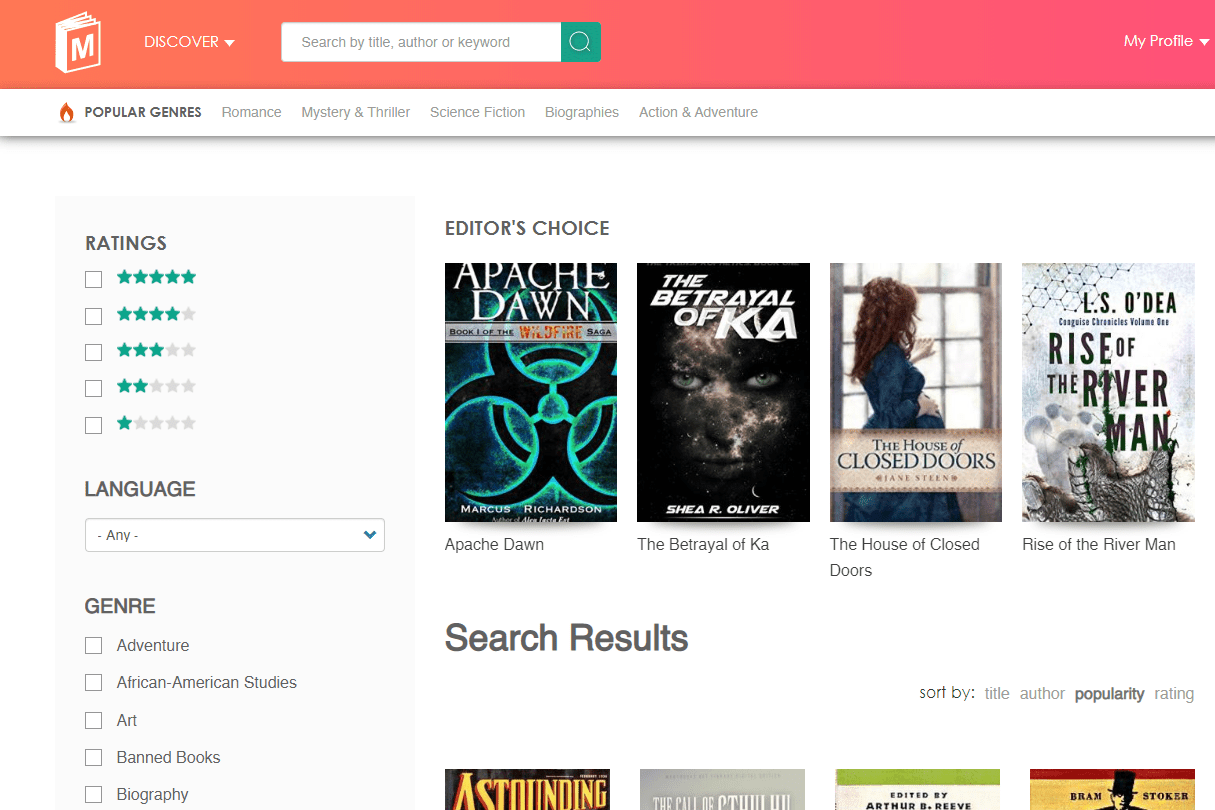 M
DISCOVER
Search by title, author or keyword
My Profile
POPULAR GENRES Romance Mystery & Thriller Science Fiction Biographies Action & Adventure
RATINGS
LANGUAGE
- Any -
GENRE
Adventure
African-American Studies
Art
Banned Books
Biography
EDITOR'S CHOICE
APACHE
DAWN
BOOK I OF THE WILDFIRE SAGA
MARCUS RICHARDSON
Author of Alea Iacta Est
Apache Dawn
THE
BETRAYAL
OF KA
SHEA R. OLIVER
The Betrayal of Ka
THE HOUSE of
CLOSED DOORS
JANE STEEN
The House of Closed
Doors
L.S. O'DEA
Conguise Chronicles Volume One
RISE OF
THE RIVER
MAN
Rise of the River Man
Search Results
sort by: title author popularity rating
ASTOUNDING
THE CALL OF CTHULHU
EDITED BY
ARTHUR B. REEVE
BRAM STOKER